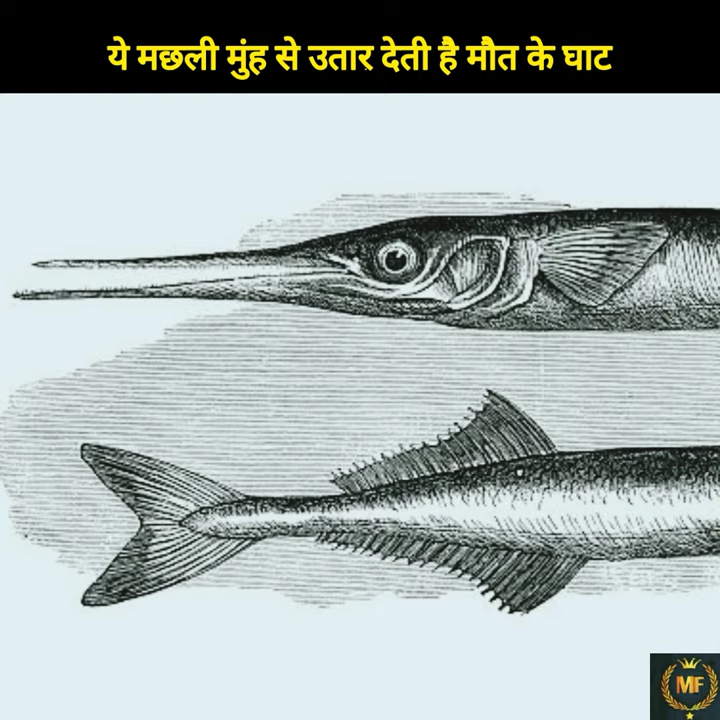 ये मछली मुंह से उतार देती है मौत के घाट
MF